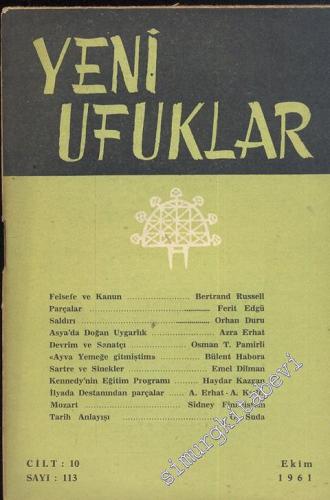 YENİ
UFUKLAR
Felsefe ve Kanun .................... Bertrand Russell
Parçalar .................... Ferit Edgü
Saldırı .................... Orhan Duru
Asya'da Doğan Uygarlık .................... Azra Erhat
Devrim ve Sanatçı .................... Osman T. Pamirli
«Ayva Yemeğe gitmiştim» .................... Bülent Habora
Sartre ve Sinekler .................... Emel Dilman
Kennedy'nin Eğitim Programı ........ Haydar Kazgan
İlyada Destanından parçalar ..... A. Erhat - A.
Mozart .................... Sidney
Tarih Anlayışı .................... Suda
CİLT : 10
SAYI : 113
Ekim
1961
simurgkitabevi.com